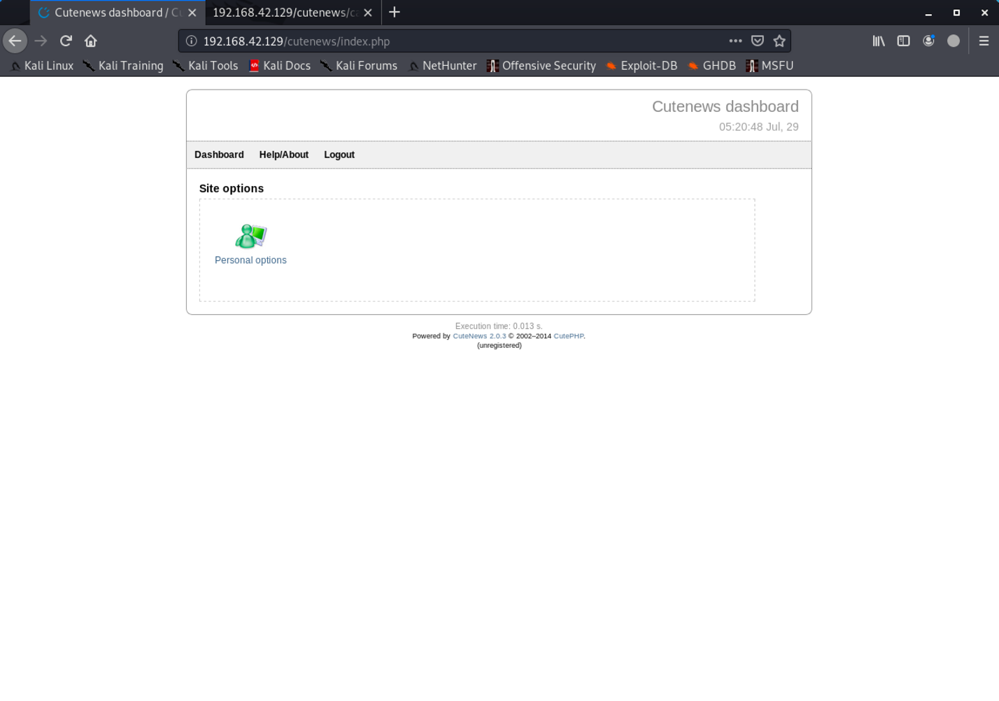 Cutenews dashboard / Cu
192.168.42.129/cutenews/ca
192.168.42.129/cutenews/index.php
Kali Linux Kali Training Kali Tools Kali Docs Kali Forums NetHunter Offensive Security Exploit-DB GHDB MSFU
Cutenews dashboard
05:20:48 Jul, 29
Dashboard Help/About Logout
Site options
Personal options
Execution time: 0.013 s.
Powered by CuteNews 2.0.3 © 2002–2014 CutePHP.
(unregistered)